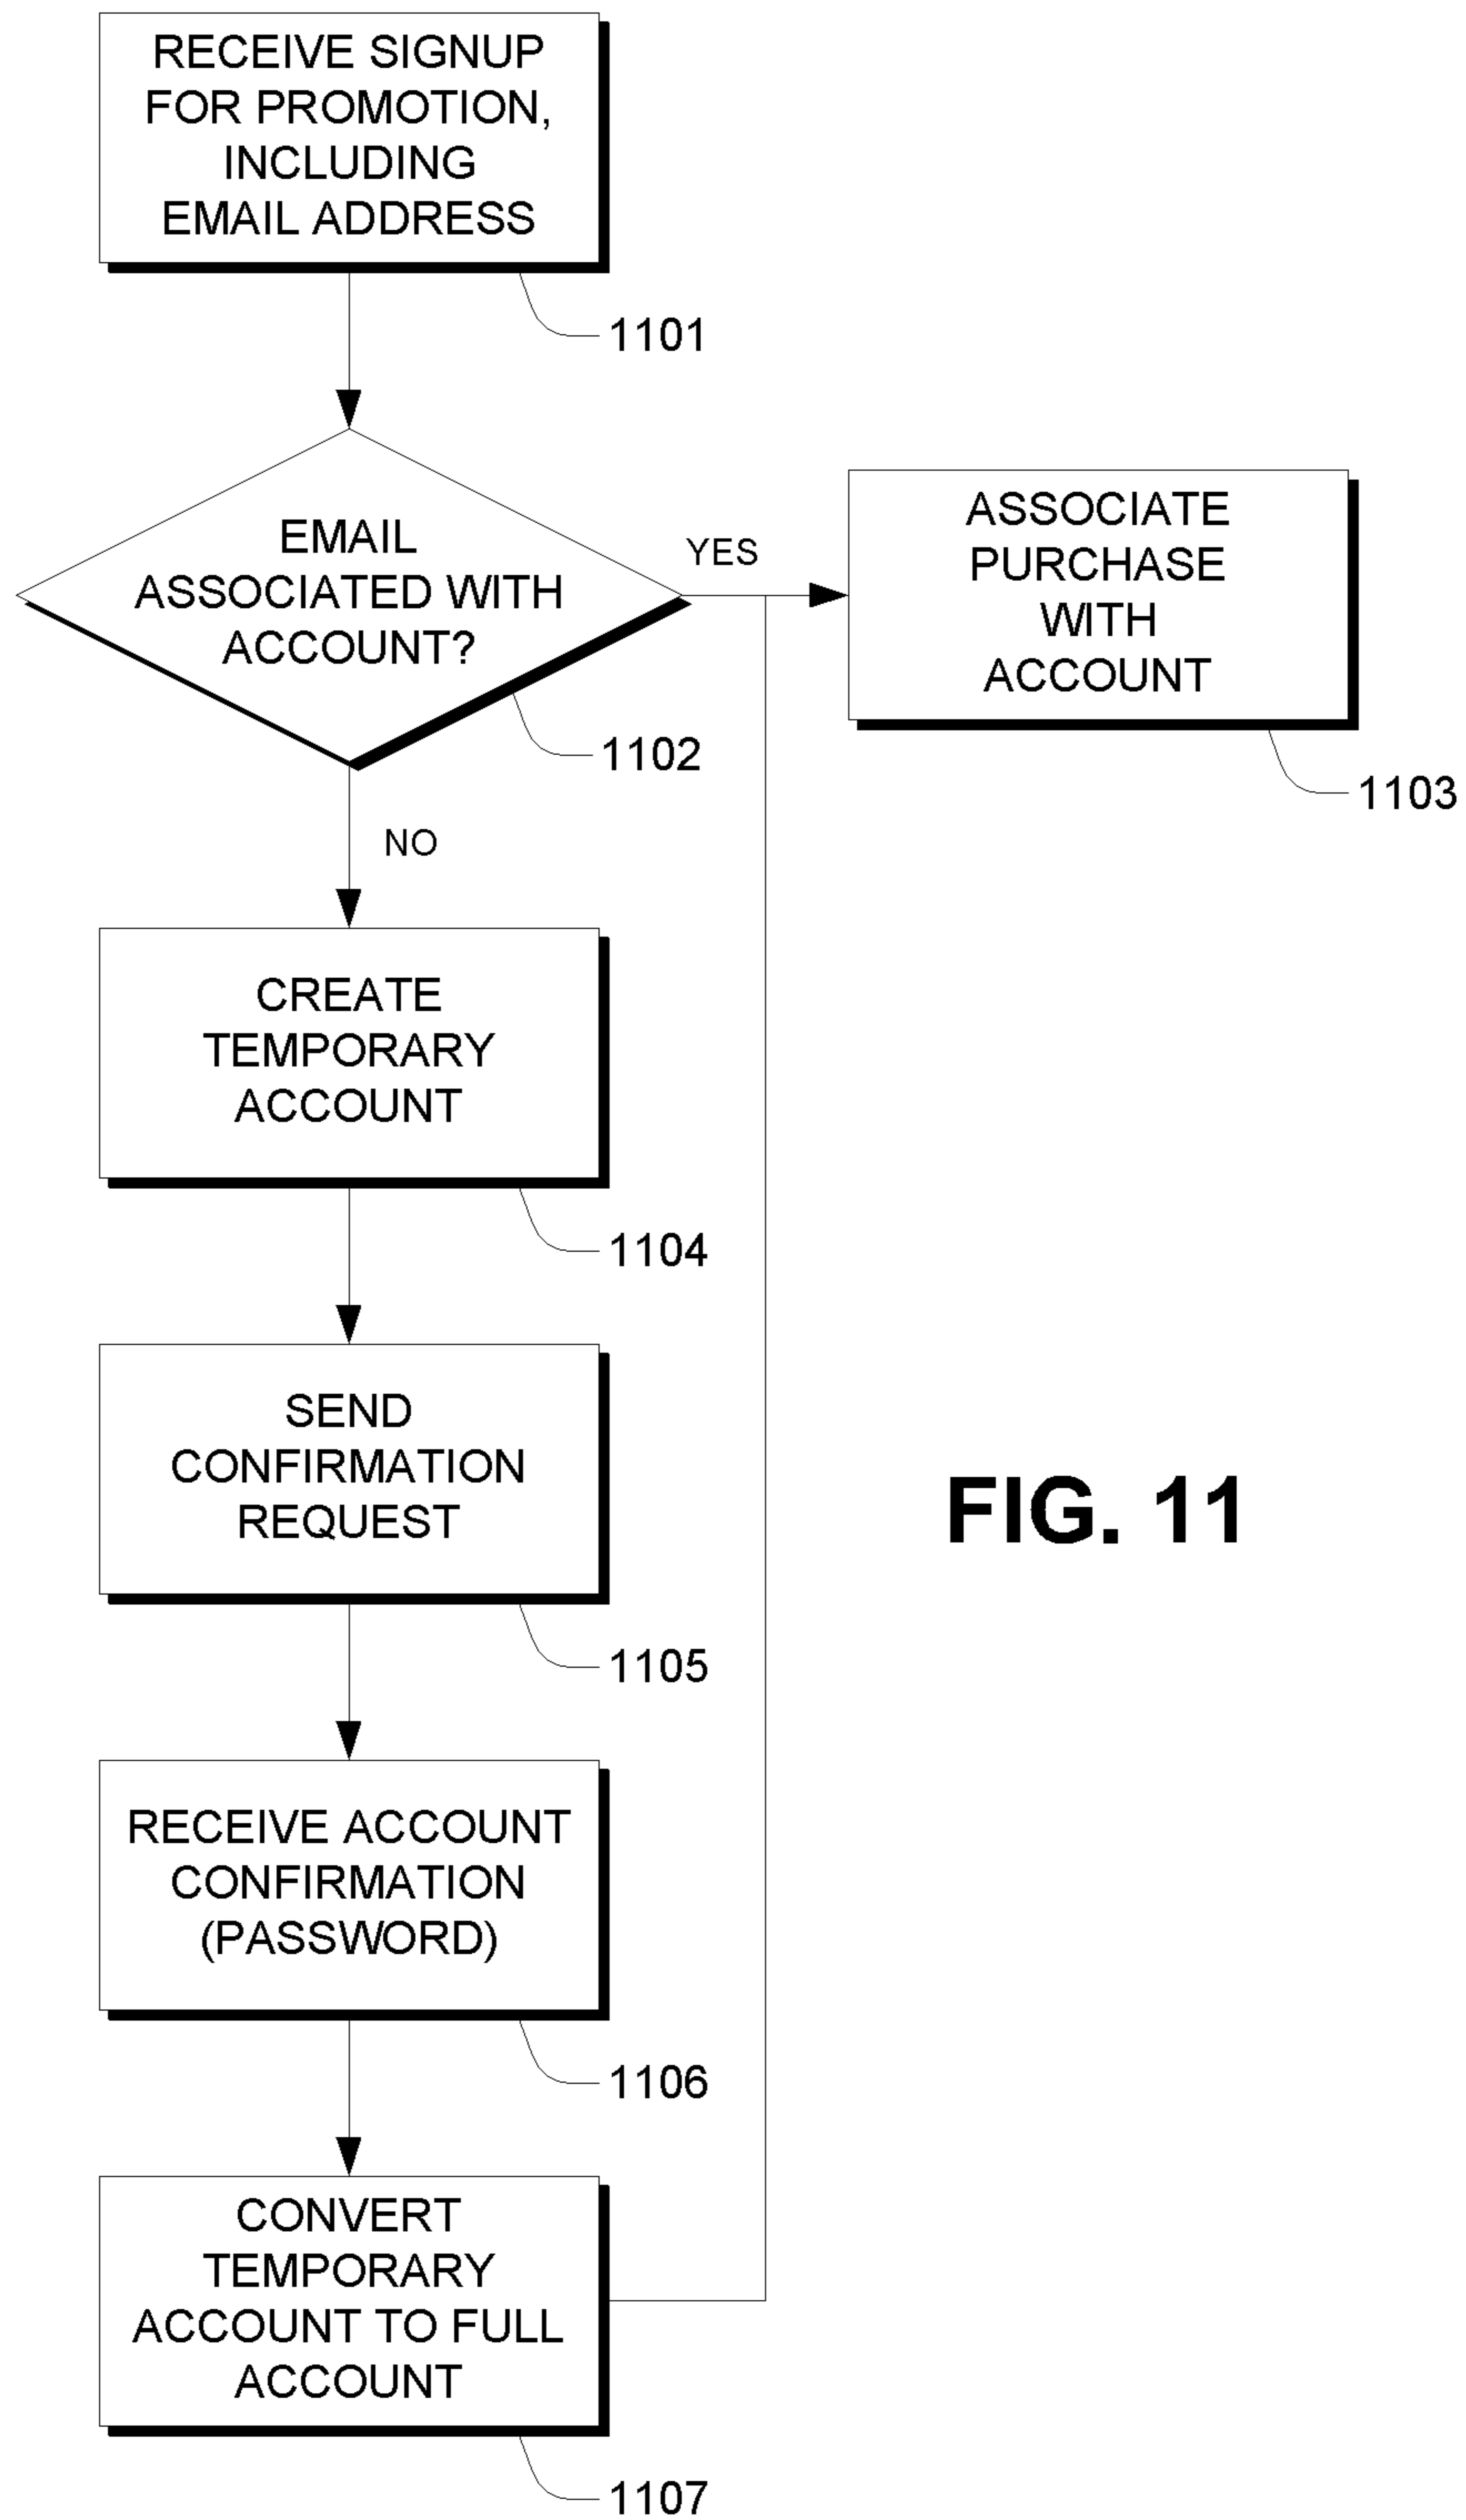 RECEIVE SIGNUP
FOR PROMOTION,
INCLUDING
EMAIL ADDRESS
1101
EMAIL
ASSOCIATED WITH
ACCOUNT?
1102
YES
ASSOCIATE
PURCHASE
WITH
ACCOUNT
1103
NO
CREATE
TEMPORARY
ACCOUNT
1104
SEND
CONFIRMATION
REQUEST
1105
FIG. 11
RECEIVE ACCOUNT
CONFIRMATION
(PASSWORD)
1106
CONVERT
TEMPORARY
ACCOUNT TO FULL
ACCOUNT
1107